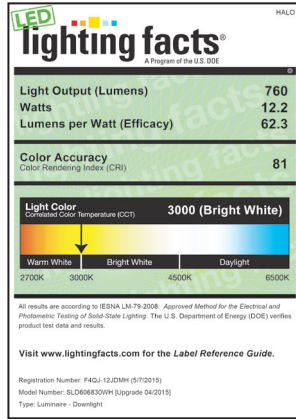 HALO
LED
lighting facts®
A Program of the U.S. DOE
Light Output (Lumens) 760
Watts 12.2
Lumens per Watt (Efficacy) 62.3
Color Accuracy
Color Rendering Index (CRI) 81
Light Color
Correlated Color Temperature (CCT) 3000 (Bright White)
Warm White Bright White Daylight
2700K 3000K 4500K 6500K
All results are according to IESNA LM-79-2008: Approved Method for the Electrical and
Photometric Testing of Solid-State Lighting. The U.S. Department of Energy (DOE) verifies
product test data and results.
Visit www.lightingfacts.com for the Label Reference Guide.
Registration Number: F4QJ-12JDMH (5/7/2015)
Model Number: SLD606830WH [Upgrade 04/2015]
Type: Luminaire - Downlight